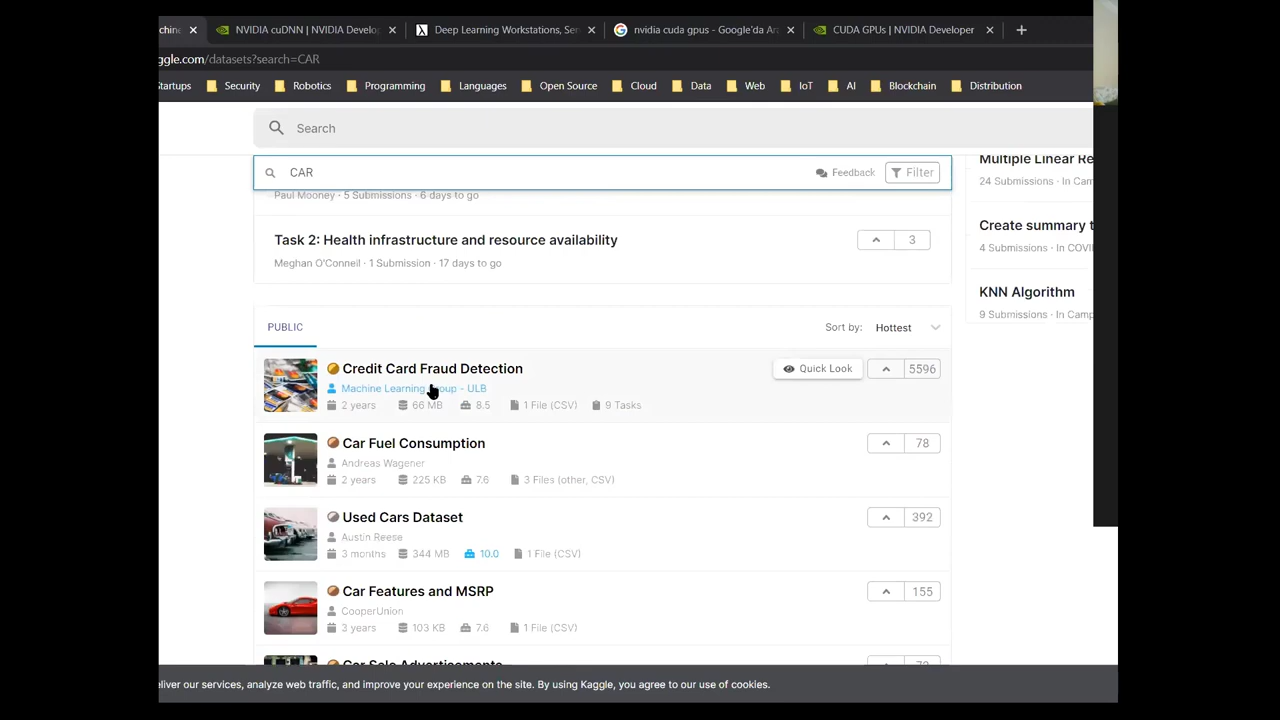 NVIDIA cuDNN | NVIDIA Develo
Deep Learning Workstations, Ser
nvidia cuda gpus - Google'da Ar
CUDA GPUs | NVIDIA Developer
ggle.com/datasets?search=CAR
Startups Security Robotics Programming Languages Open Source Cloud Data Web IoT AI Blockchain Distribution
Search
CAR Feedback Filter
Paul Mooney · 5 Submissions · 6 days to go
Task 2: Health infrastructure and resource availability 3
Meghan O'Conneil · 1 Submission · 17 days to go
PUBLIC Sort by: Hottest
Credit Card Fraud Detection Quick Look 5596
Machine Learning Group - ULB
2 years 66 MB 8.5 1 File (CSV) 9 Tasks
Car Fuel Consumption 78
Andreas Wagener
2 years 225 KB 7.6 3 Files (other, CSV)
Used Cars Dataset 392
Austin Reese
3 months 344 MB 10.0 1 File (CSV)
Car Features and MSRP 155
CooperUnion
3 years 103 KB 7.6 1 File (CSV)
Car Sale Advertisements
Multiple Linear Re
24 Submissions · In Cam
Create summary t
4 Submissions · In COVI
KNN Algorithm
9 Submissions · In Camp
eliver our services, analyze web traffic, and improve your experience on the site. By using Kaggle, you agree to our use of cookies.